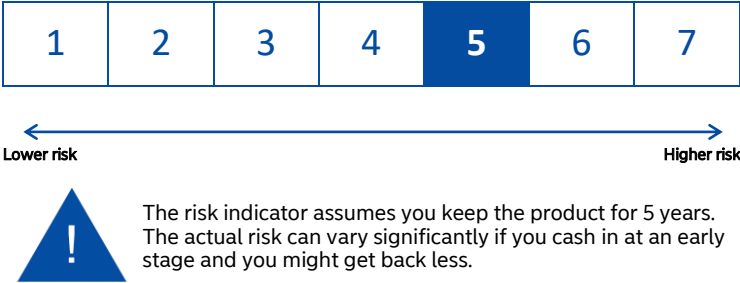 1 2 3 4 5 6 7
Lower risk Higher risk
! The risk indicator assumes you keep the product for 5 years.
The actual risk can vary significantly if you cash in at an early
stage and you might get back less.